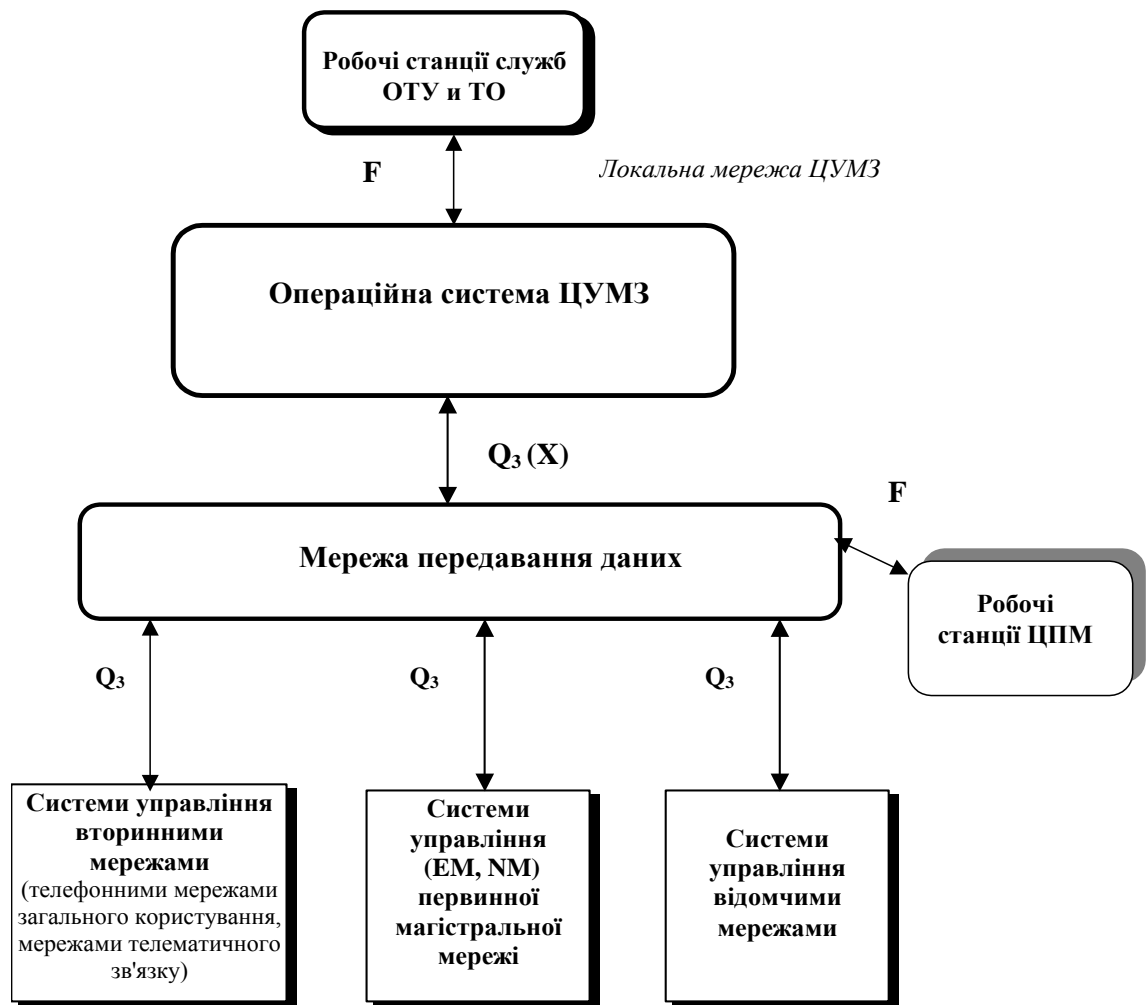 Робочі станції служб
ОТУ и ТО
F
Локальна мережа ЦУМЗ
Операційна система ЦУМЗ
Q₃ (X)
F
Мережа передавання даних
Робочі
станції ЦПМ
Q₃
Q₃
Q₃
Системи управління
вторинними
мережами
(телефонними мережами
загального користування,
мережами телематичного
зв'язку)
Системи
управління
(EM, NM)
первинної
магістральної
мережі
Системи
управління
відомчими
мережами